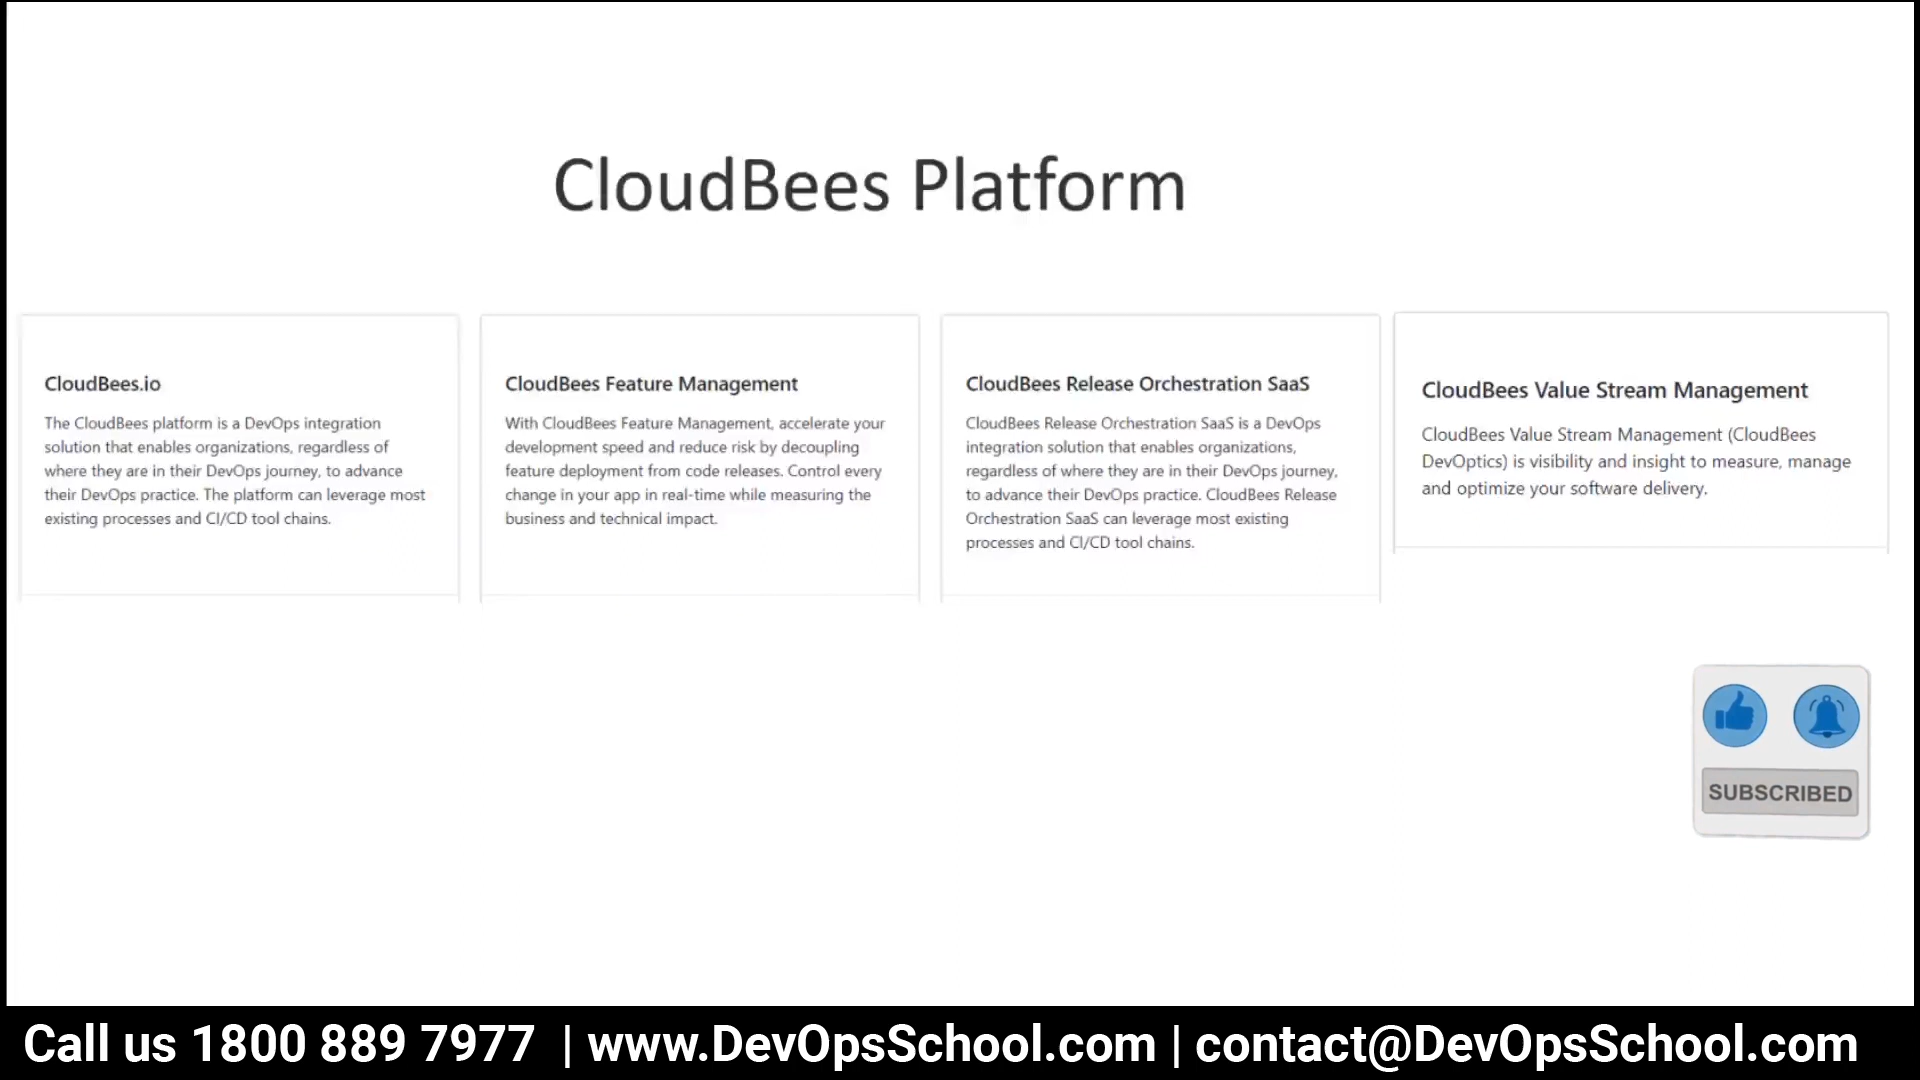 CloudBees Platform
CloudBees.io
The CloudBees platform is a DevOps integration
solution that enables organizations, regardless of
where they are in their DevOps journey, to advance
their DevOps practice. The platform can leverage most
existing processes and CI/CD tool chains.
CloudBees Feature Management
With CloudBees Feature Management, accelerate your
development speed and reduce risk by decoupling
feature deployment from code releases. Control every
change in your app in real-time while measuring the
business and technical impact.
CloudBees Release Orchestration SaaS
CloudBees Release Orchestration SaaS is a DevOps
integration solution that enables organizations,
regardless of where they are in their DevOps journey,
to advance their DevOps practice. CloudBees Release
Orchestration SaaS can leverage most existing
processes and CI/CD tool chains.
CloudBees Value Stream Management
CloudBees Value Stream Management (CloudBees
DevOptics) is visibility and insight to measure, manage
and optimize your software delivery.
SUBSCRIBED
Call us 1800 889 7977 | www.DevOpsSchool.com | contact@DevOpsSchool.com